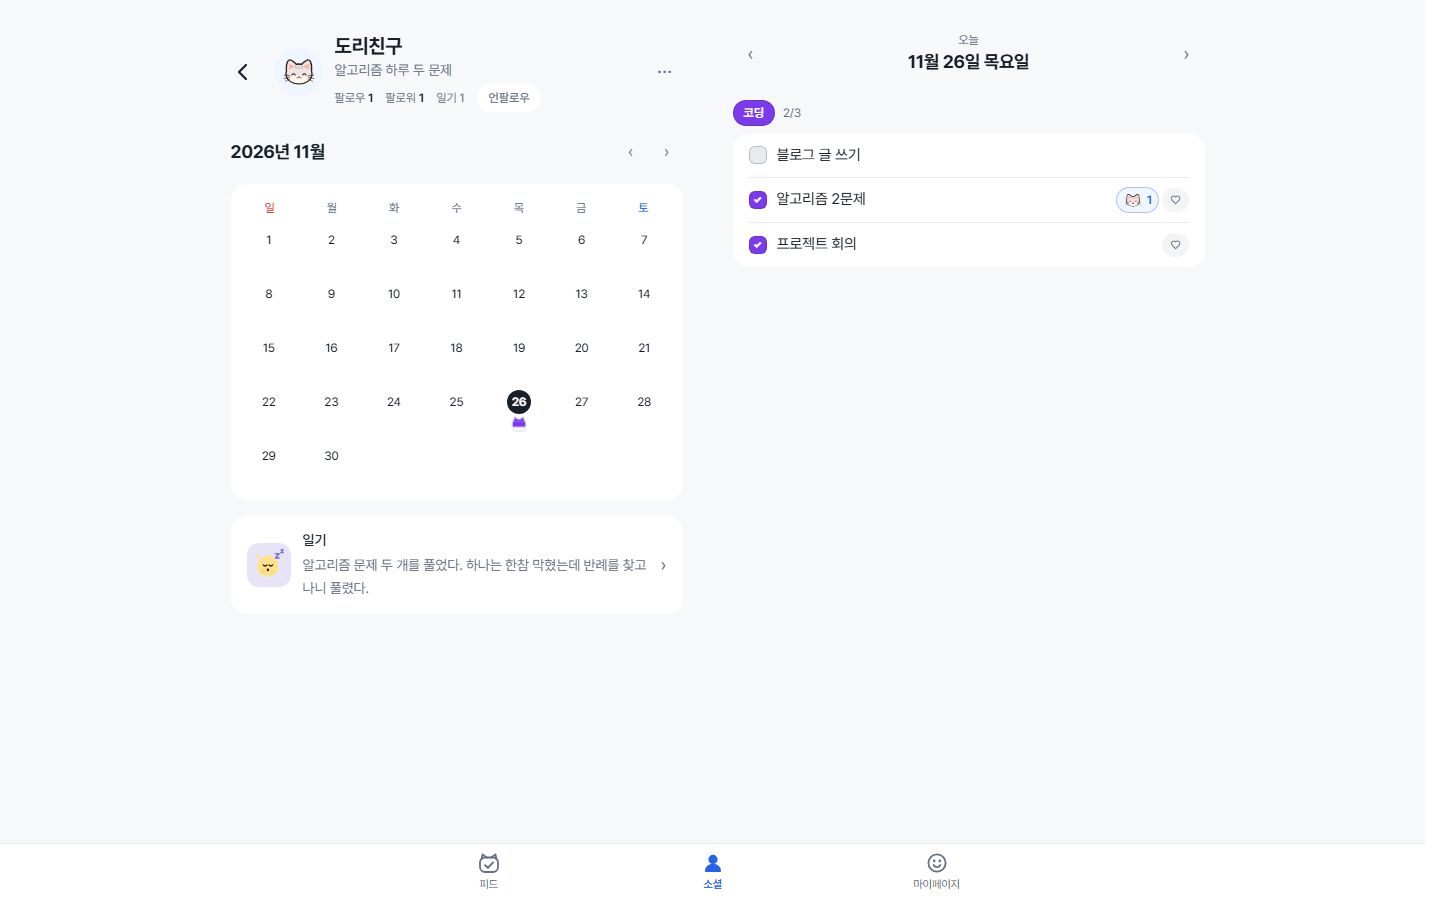 도리친구
알고리즘 하루 두 문제
팔로우 1 팔로워 1 일기 1 언팔로우
2026년 11월
일 월 화 수 목 금 토
1 2 3 4 5 6 7
8 9 10 11 12 13 14
15 16 17 18 19 20 21
22 23 24 25 26 27 28
29 30
일기
알고리즘 문제 두 개를 풀었다. 하나는 한참 막혔는데 반례를 찾고
나니 풀렸다.
오늘
11월 26일 목요일
코딩 2/3
블로그 글 쓰기
알고리즘 2문제 1
프로젝트 회의
피드 소셜 마이페이지